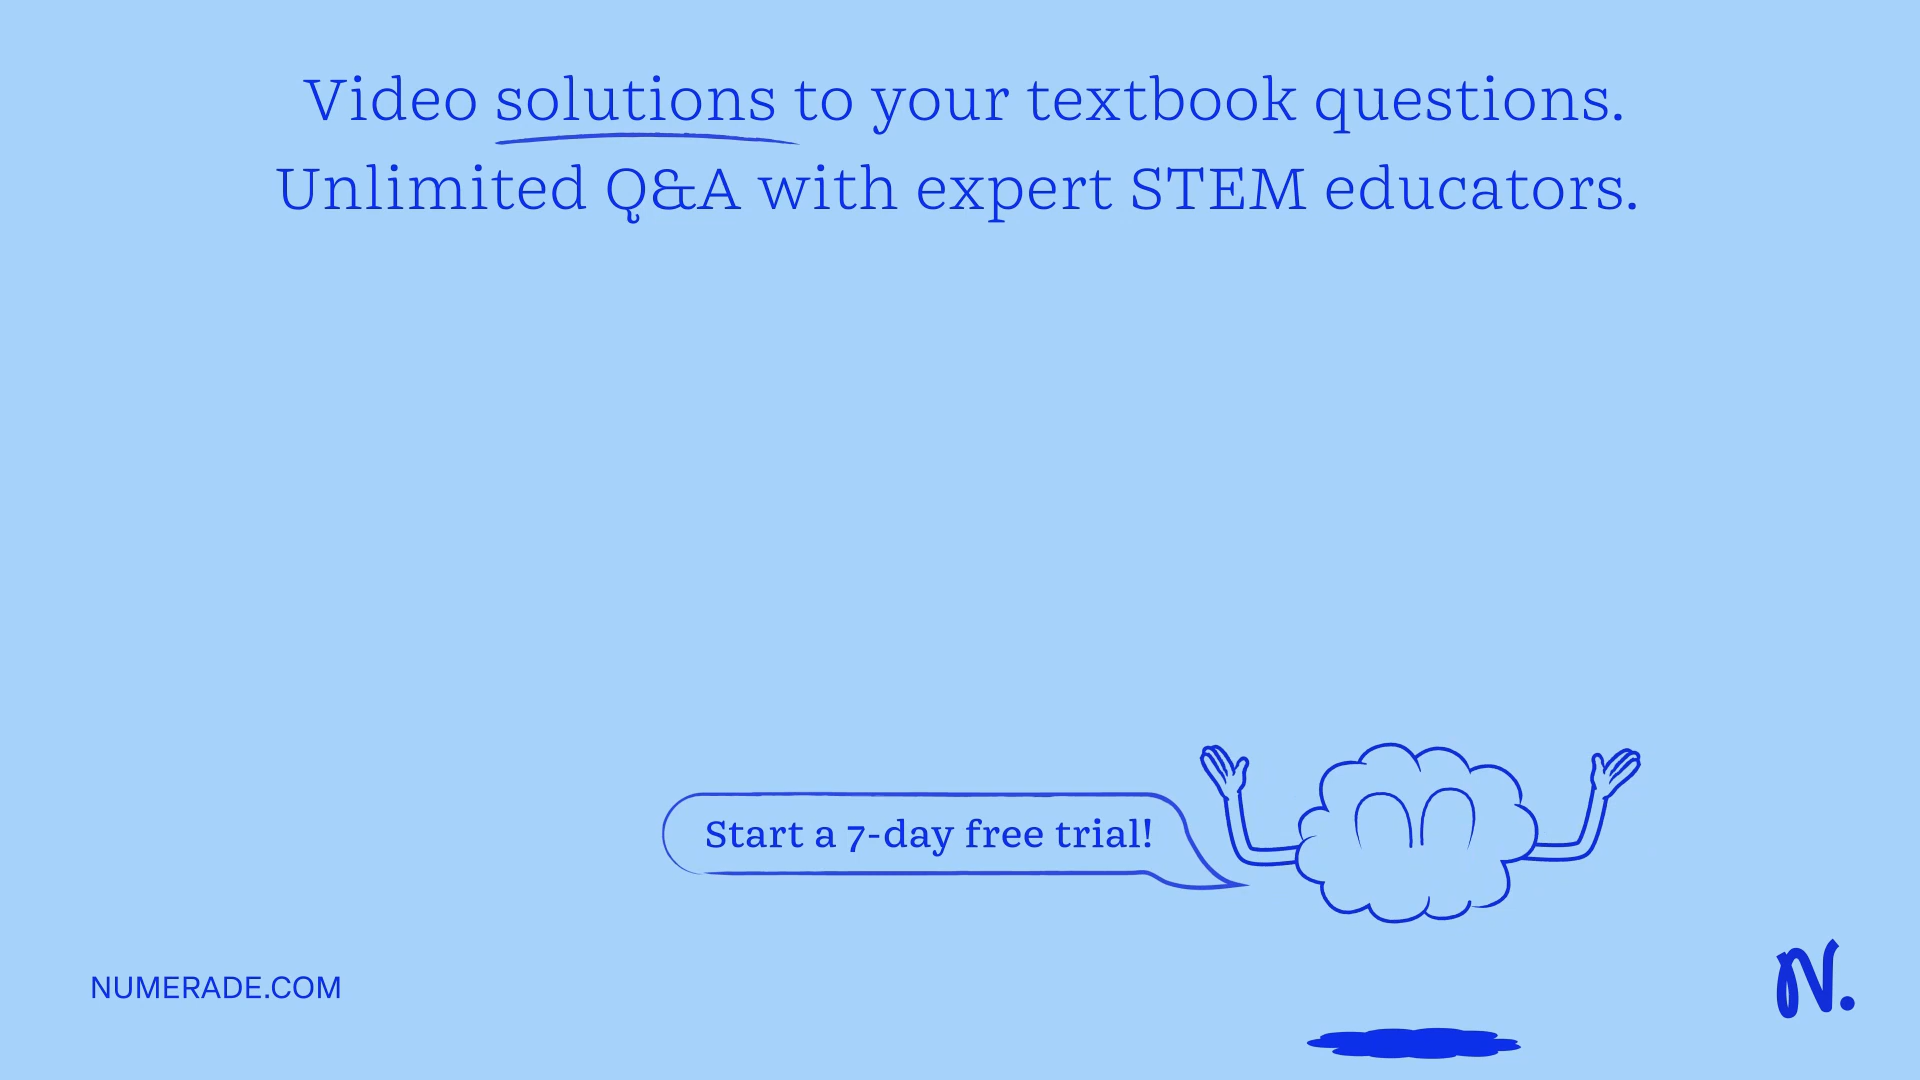 Video solutions to your textbook questions.
Unlimited Q&A with expert STEM educators.
Start a 7-day free trial!
NUMERADE.COM
N.